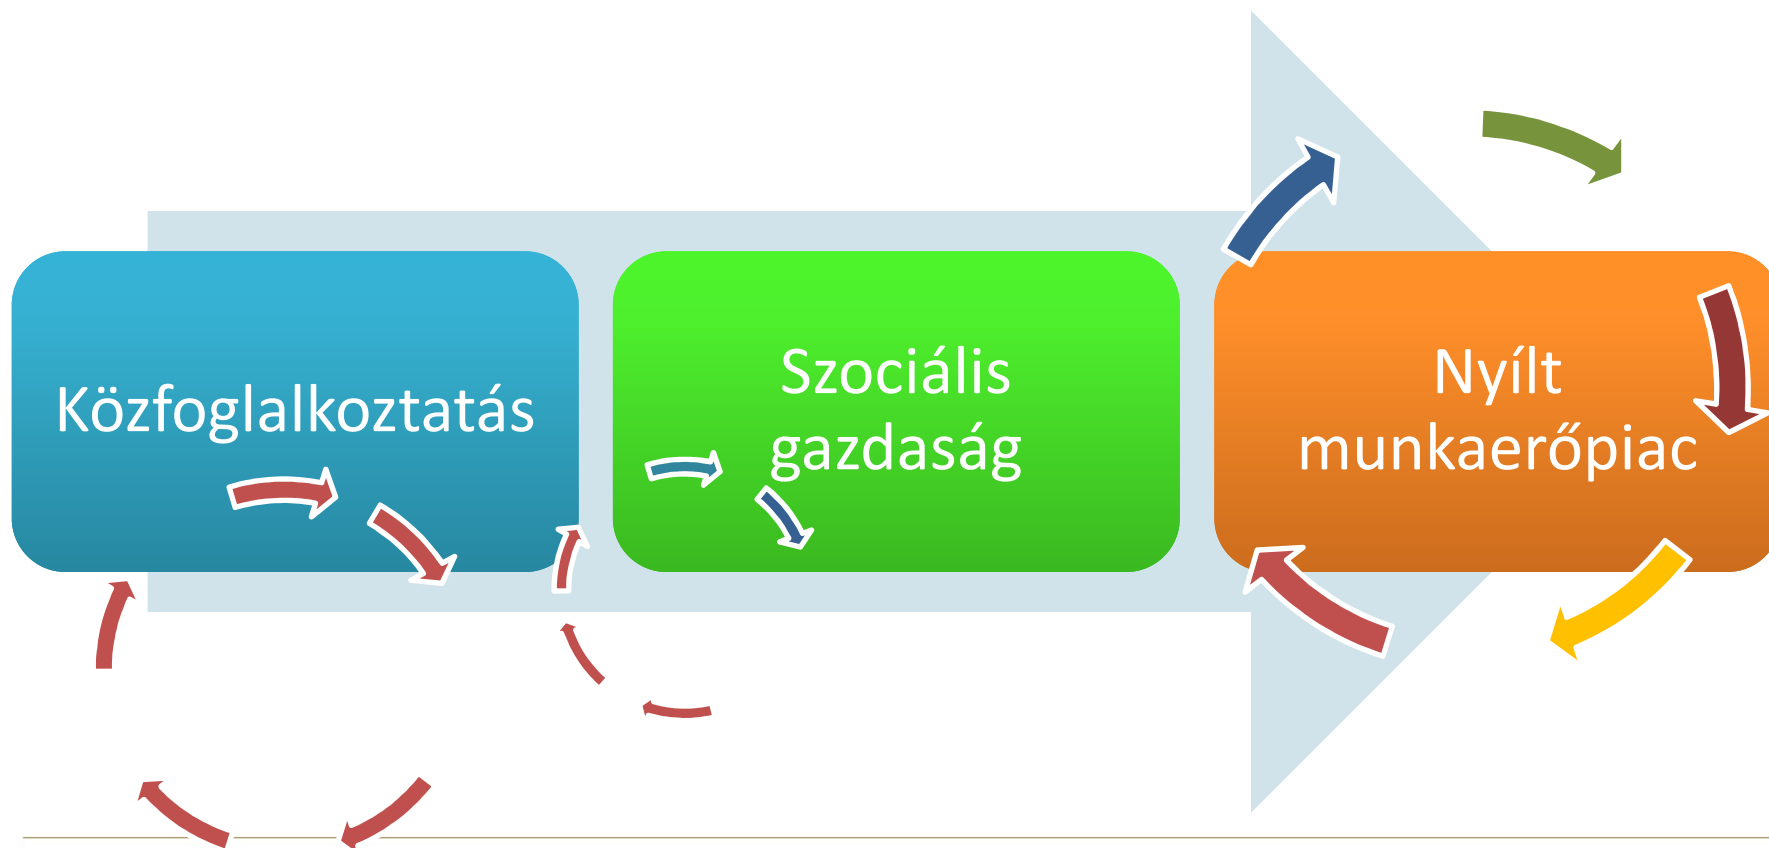 Közfoglalkoztatás
Szociális
gazdaság
Nyílt
munkaerőpiac